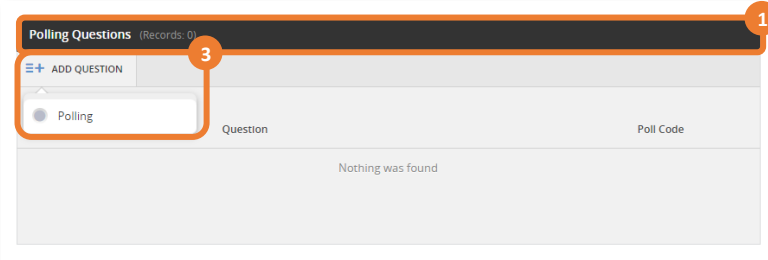 1
Polling Questions (Records: 0)
3
ADD QUESTION
Polling
Question Poll Code
Nothing was found